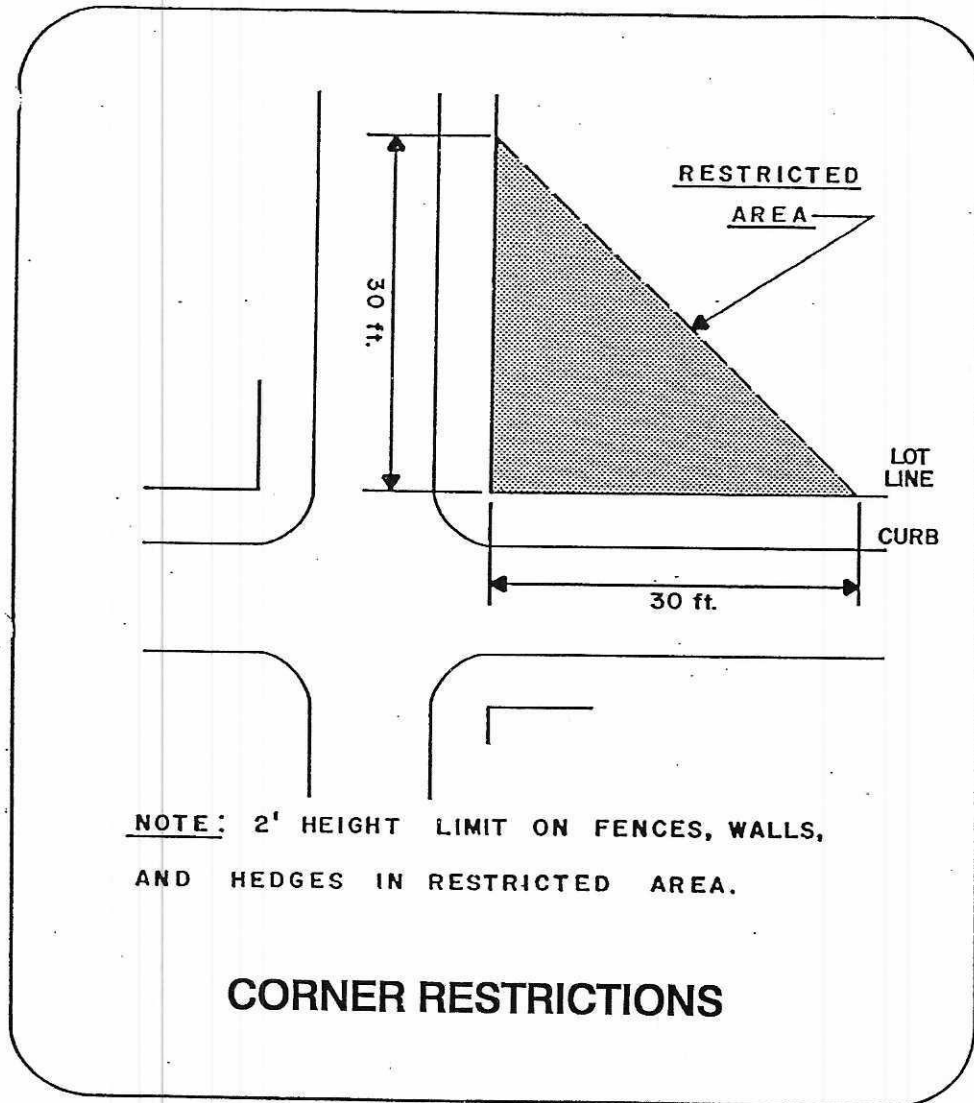 RESTRICTED
AREA
30 ft.
LOT
LINE
CURB
30 ft.
NOTE: 2' HEIGHT LIMIT ON FENCES, WALLS,
AND HEDGES IN RESTRICTED AREA.
CORNER RESTRICTIONS